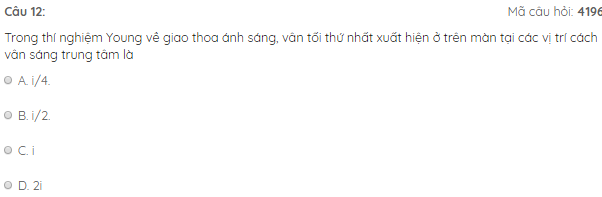 Câu 12: Mã câu hỏi: 4196
Trong thí nghiệm Young về giao thoa ánh sáng, vân tối thứ nhất xuất hiện ở trên màn tại các vị trí cách
vân sáng trung tâm là
A. i/4.
B. i/2.
C. i
D. 2i